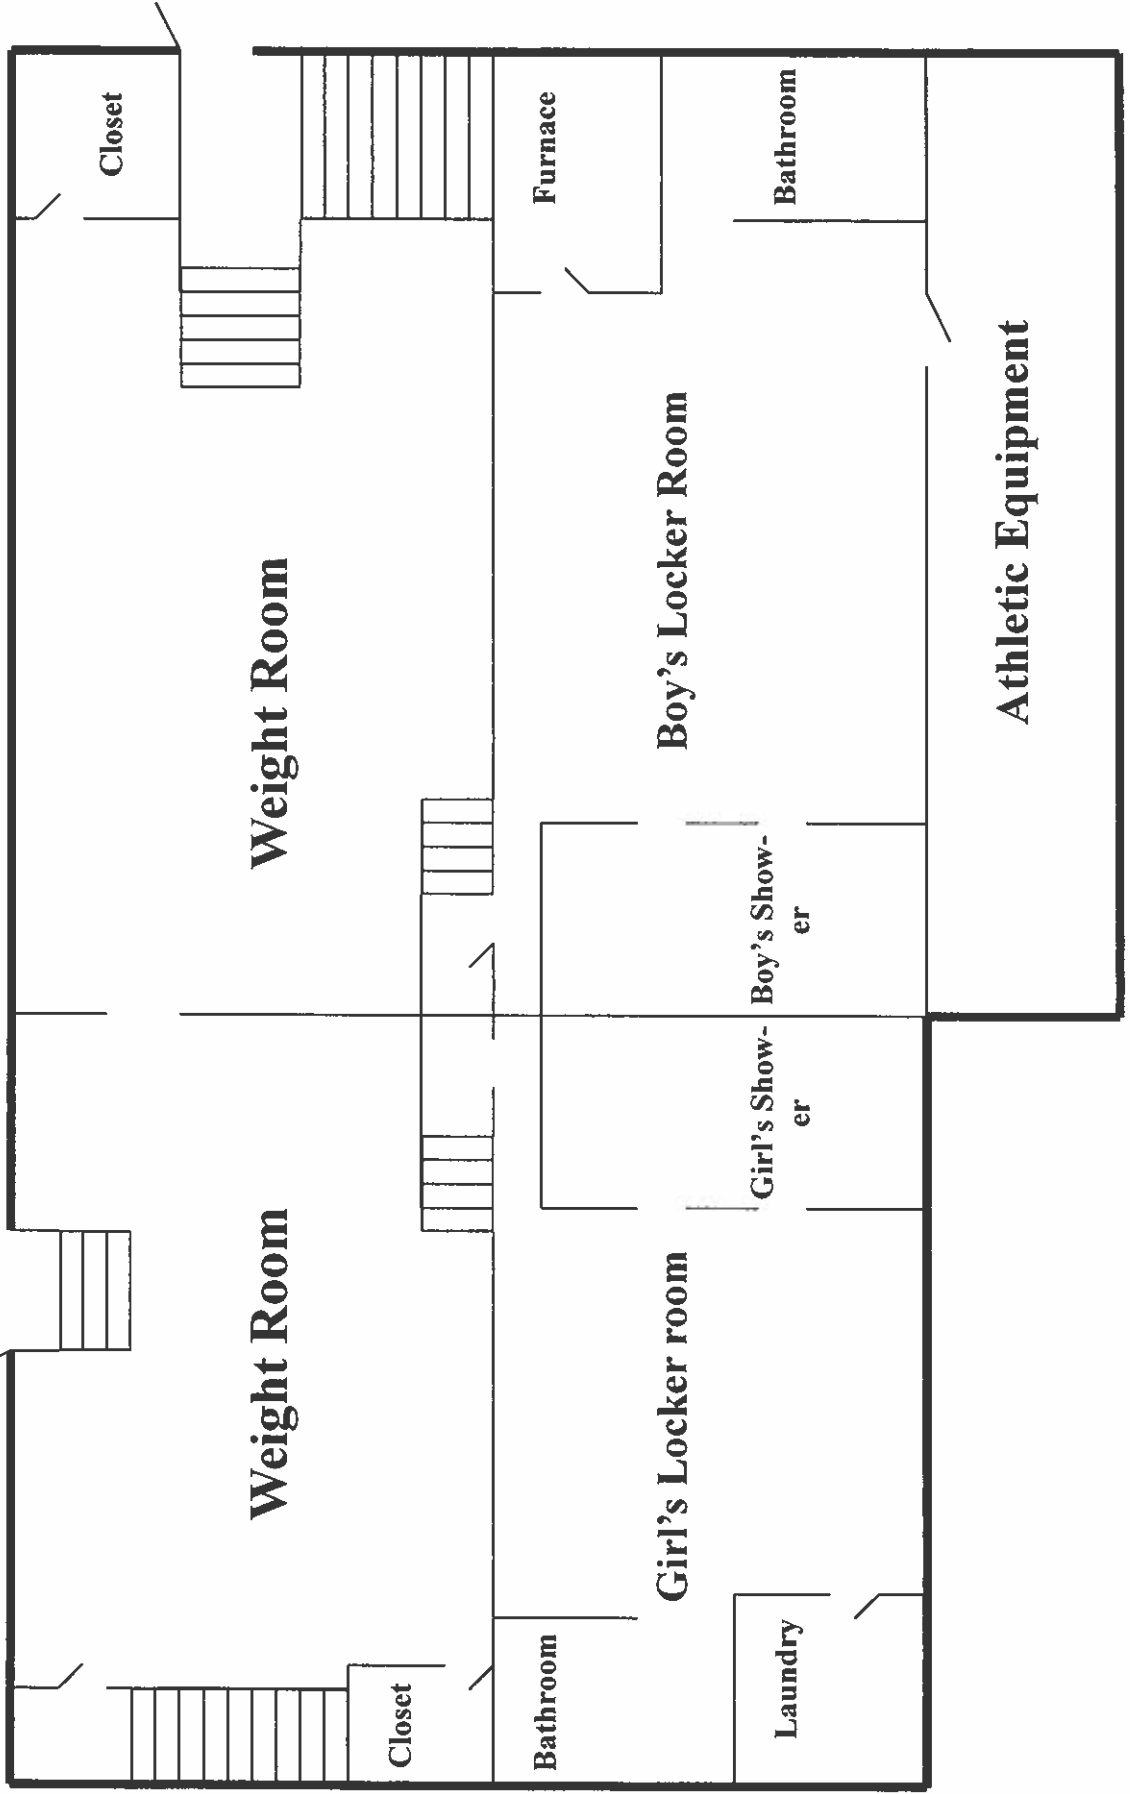 Closet
Weight Room
Weight Room
Closet
Bathroom
Furnace
Girl's Locker room
Boy's Locker Room
Laundry
Girl's Show-
er
Boy's Show-
er
Bathroom
Athletic Equipment